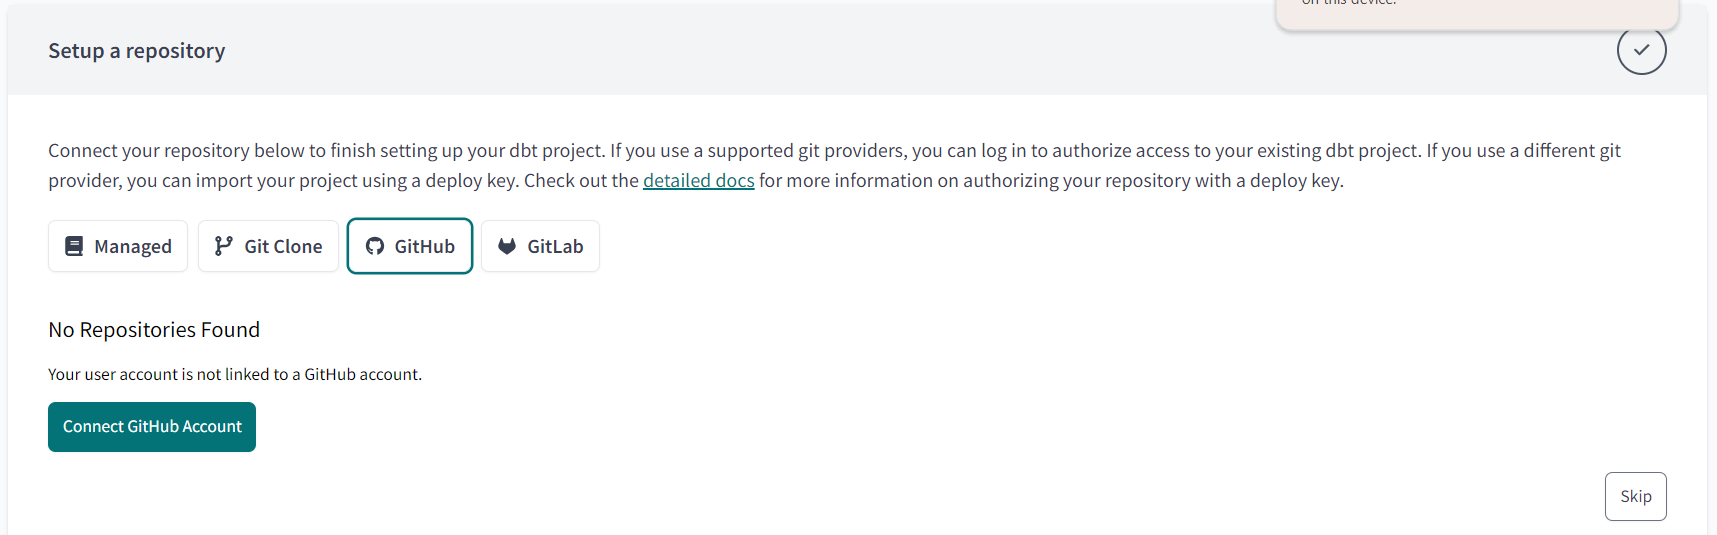 on this device.
Setup a repository
Connect your repository below to finish setting up your dbt project. If you use a supported git providers, you can log in to authorize access to your existing dbt project. If you use a different git
provider, you can import your project using a deploy key. Check out the detailed docs for more information on authorizing your repository with a deploy key.
Managed
Git Clone
GitHub
GitLab
No Repositories Found
Your user account is not linked to a GitHub account.
Connect GitHub Account
Skip